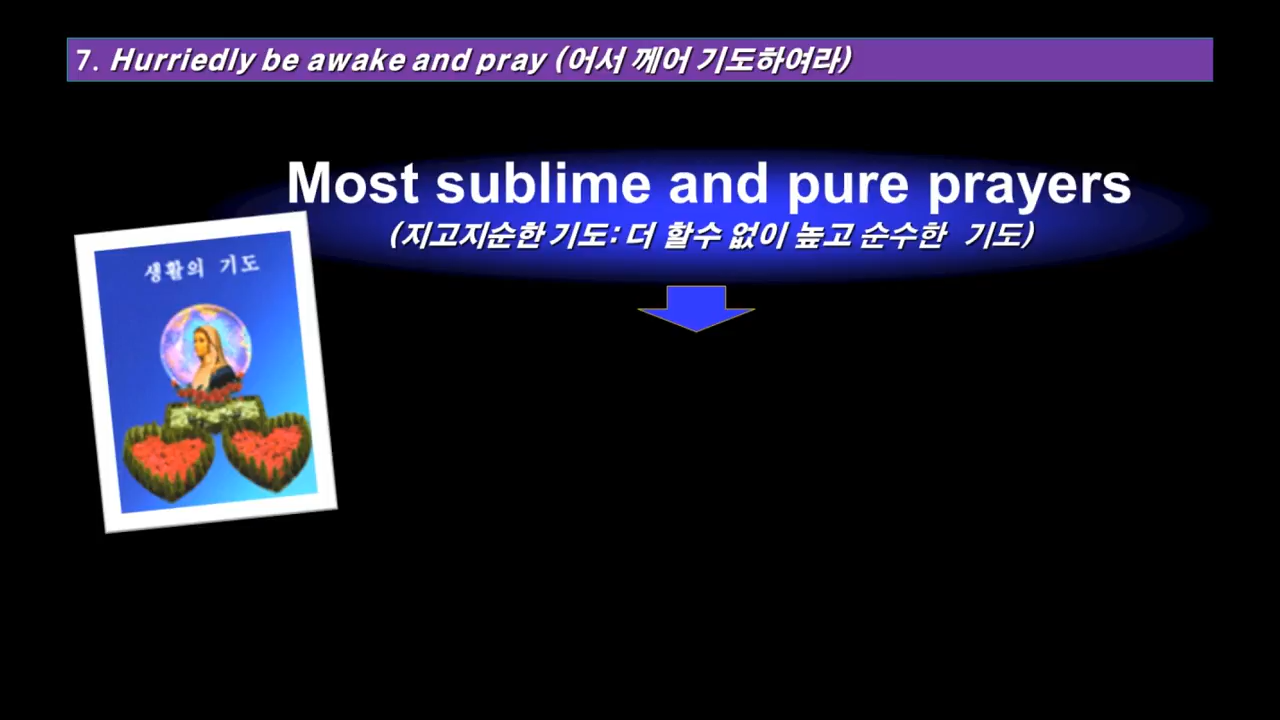 7. Hurriedly be awake and pray (어서 께어 기도하여라)
Most sublime and pure prayers
(지고지순한 기도: 더 할수 없이 높고 순수한 기도)
생활의 기도